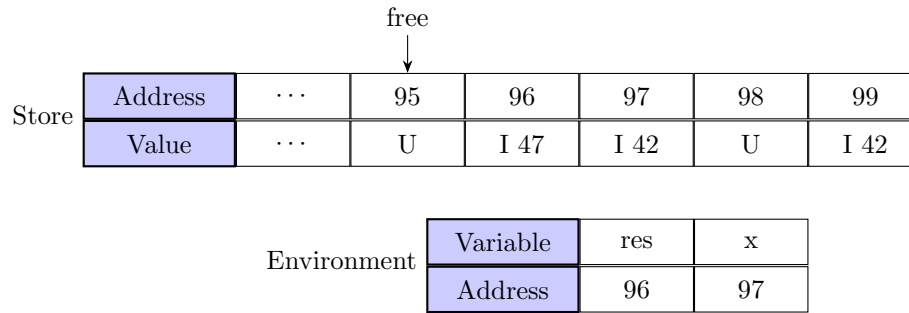 free
Store
Address ··· 95 96 97 98 99
Value ··· U I 47 I 42 U I 42
Environment
Variable res x
Address 96 97